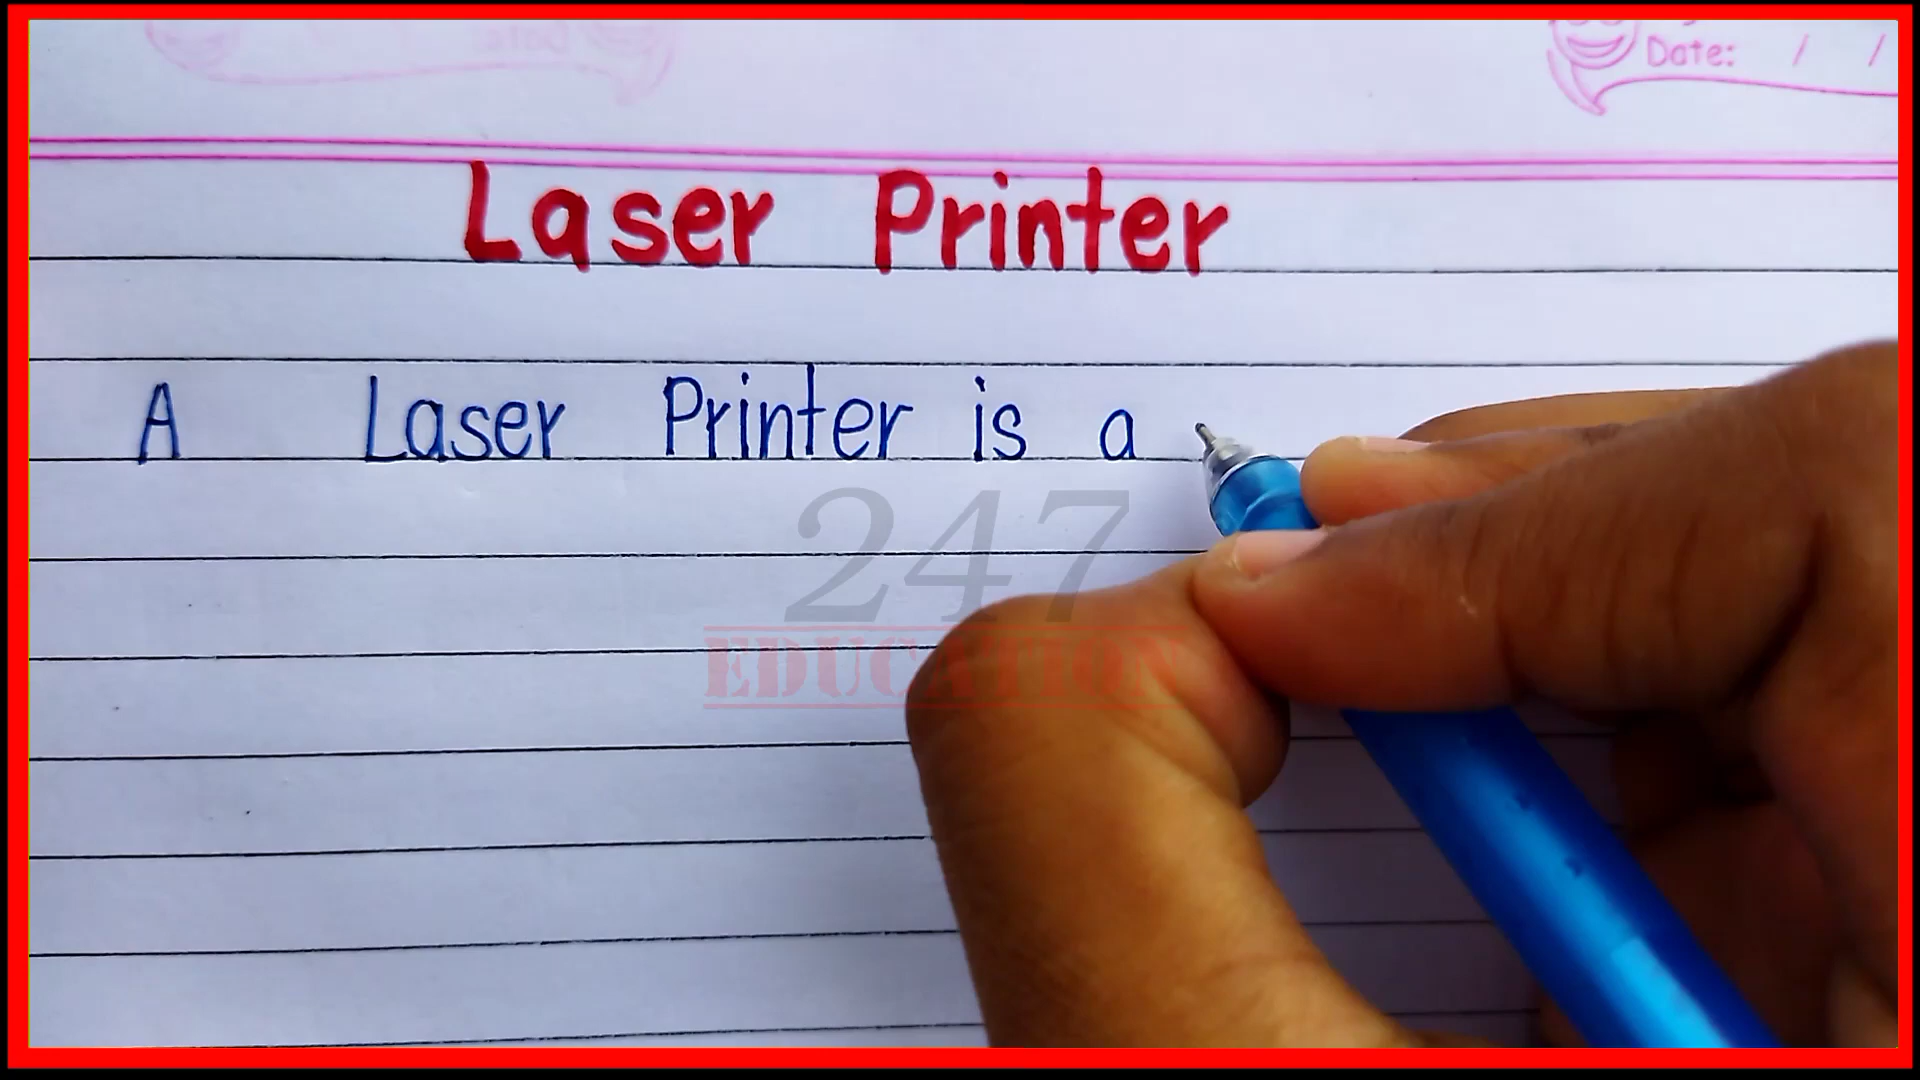 Date: / /
Laser Printer
A Laser Printer is a
247
EDUCATION